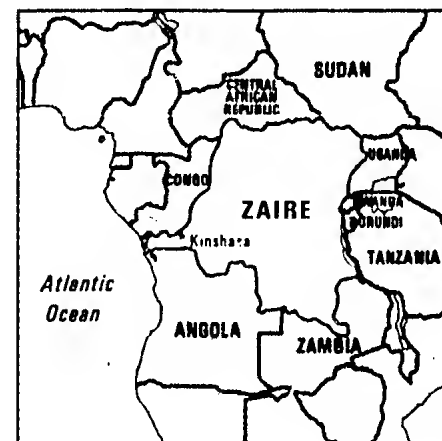 SUDAN
CENTRAL
AFRICAN
REPUBLIC
UGANDA
CONGO
RWANDA
ZAIRE
BURUNDI
Kinshasa
TANZANIA
Atlantic
Ocean
ANGOLA
ZAMBIA